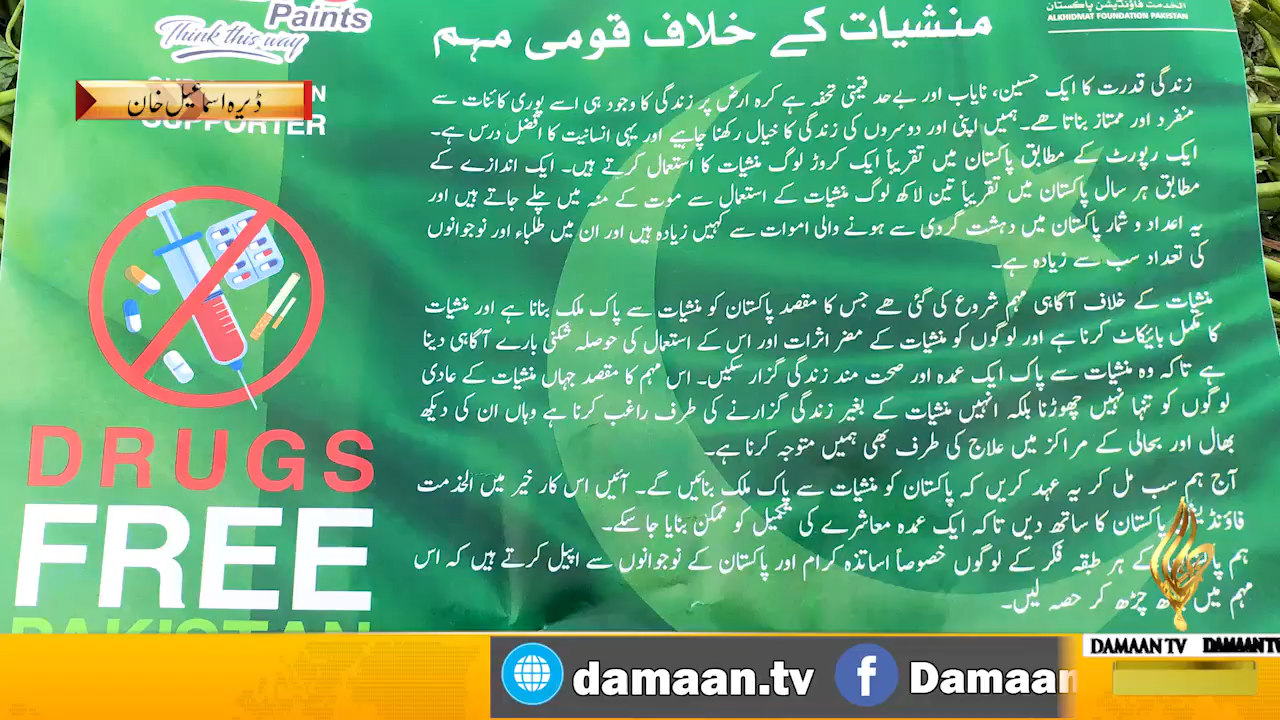 Paints
Think this way
SUPPORTER
ڈیرہ اسماعیل خان
الخدمت فاؤنڈیشن پاکستان
ALKHIDMAT FOUNDATION PAKISTAN
منشیات کے خلاف قومی مہم
زندگی قدرت کا ایک حسین، نایاب اور بے حد قیمتی تحفہ ہے کرہ ارض پر زندگی کا وجود ہی اسے پوری کائنات سے
منفرد اور ممتاز بناتا ھے۔ ہمیں اپنی اور دوسروں کی زندگی کا خیال رکھنا چاہیے اور یہی انسانیت کا افضل درس ہے۔
ایک رپورٹ کے مطابق پاکستان میں تقریباً ایک کروڑ لوگ منشیات کا استعمال کرتے ہیں۔ ایک اندازے کے
مطابق ہر سال پاکستان میں تقریباً تین لاکھ لوگ منشیات کے استعمال سے موت کے منہ میں چلے جاتے ہیں اور
یہ اعداد و شمار پاکستان میں دہشت گردی سے ہونے والی اموات سے کہیں زیادہ ہیں اور ان میں طلباء اور نوجوانوں
کی تعداد سب سے زیادہ ہے۔
منشیات کے خلاف آگاہی مہم شروع کی گئی ھے جس کا مقصد پاکستان کو منشیات سے پاک ملک بنانا ہے اور منشیات
کا مکمل بائیکاٹ کرنا ہے اور لوگوں کو منشیات کے مضر اثرات اور اس کے استعمال کی حوصلہ شکنی بارے آگاہی دینا
ہے تاکہ وہ منشیات سے پاک ایک عمدہ اور صحت مند زندگی گزار سکیں۔ اس مہم کا مقصد جہاں منشیات کے عادی
لوگوں کو تنہا نہیں چھوڑنا بلکہ انہیں منشیات کے بغیر زندگی گزارنے کی طرف راغب کرنا ہے وہاں ان کی دیکھ
بھال اور بحالی کے مراکز میں علاج کی طرف بھی ہمیں متوجہ کرنا ہے۔
آج ہم سب مل کر یہ عہد کریں کہ پاکستان کو منشیات سے پاک ملک بنائیں گے۔ آئیں اس کار خیر میں الخدمت
پاکستان کا ساتھ دیں تاکہ ایک عمدہ معاشرے کی تکمیل کو ممکن بنایا جا سکے۔
ہم کے ہر طبقہ فکر کے لوگوں خصوصاً اساتذہ کرام اور پاکستان کے نوجوانوں سے اپیل کرتے ہیں کہ اس
مہم میں چڑھ کر حصہ لیں۔
DRUGS
FREE
PAKISTAN
damaan.tv
Damaan
DAMAAN TV
DAMAAN TV